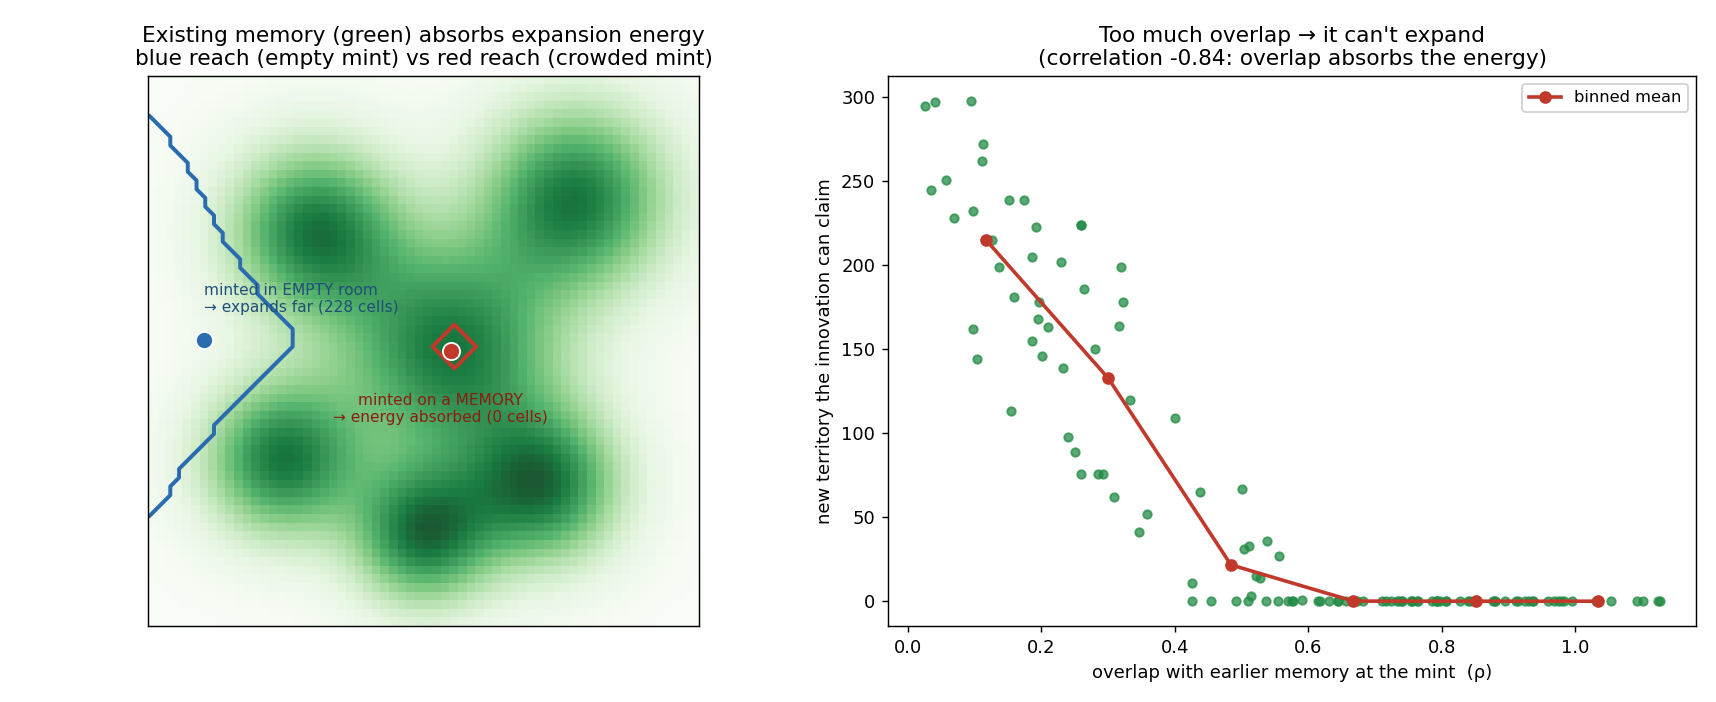 Existing memory (green) absorbs expansion energy
blue reach (empty mint) vs red reach (crowded mint)
minted in EMPTY room
→ expands far (228 cells)
minted on a MEMORY
→ energy absorbed (0 cells)
Too much overlap → it can't expand
(correlation -0.84: overlap absorbs the energy)
binned mean
new territory the innovation can claim
300
250
200
150
100
50
0
0.0 0.2 0.4 0.6 0.8 1.0
overlap with earlier memory at the mint (ρ)